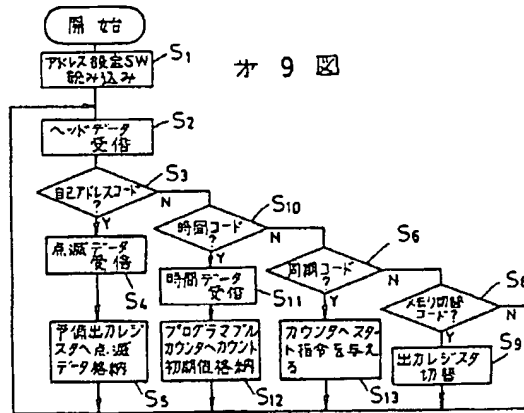 開始
アドレス設定SW
読み込み
S1
才9図
ヘッドデータ
受信
S2
自己アドレスコード
?
S3
N
Y
時間コード
?
S10
N
Y
同期コード
?
S6
N
Y
メモリ切替
コード?
S8
N
Y
点滅データ
受信
S4
時間データ
受信
S11
予備出力レジ
スタへ点滅
データ格納
S5
プログラマブル
カウンタへカウント
初期値格納
S12
カウンタへスター
ト指令を与え
る
S13
出力レジスタ
切替
S9